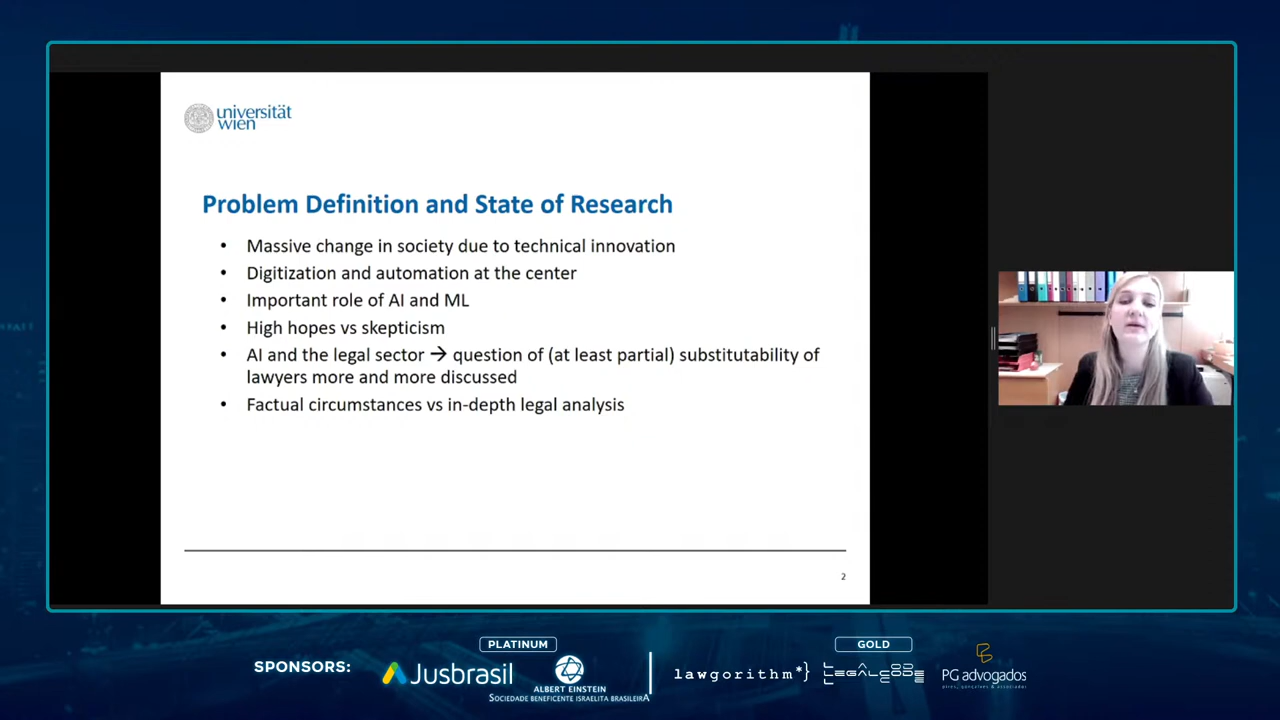 universität
wien
Problem Definition and State of Research
• Massive change in society due to technical innovation
• Digitization and automation at the center
• Important role of AI and ML
• High hopes vs skepticism
• AI and the legal sector → question of (at least partial) substitutability of
lawyers more and more discussed
• Factual circumstances vs in-depth legal analysis
2
SPONSORS:
PLATINUM
Jusbrasil
ALBERT EINSTEIN
SOCIEDADE BENEFICENTE ISRAELITA BRASILEIRA
GOLD
lawgorithm*}
LEGALCODE
PG advogados